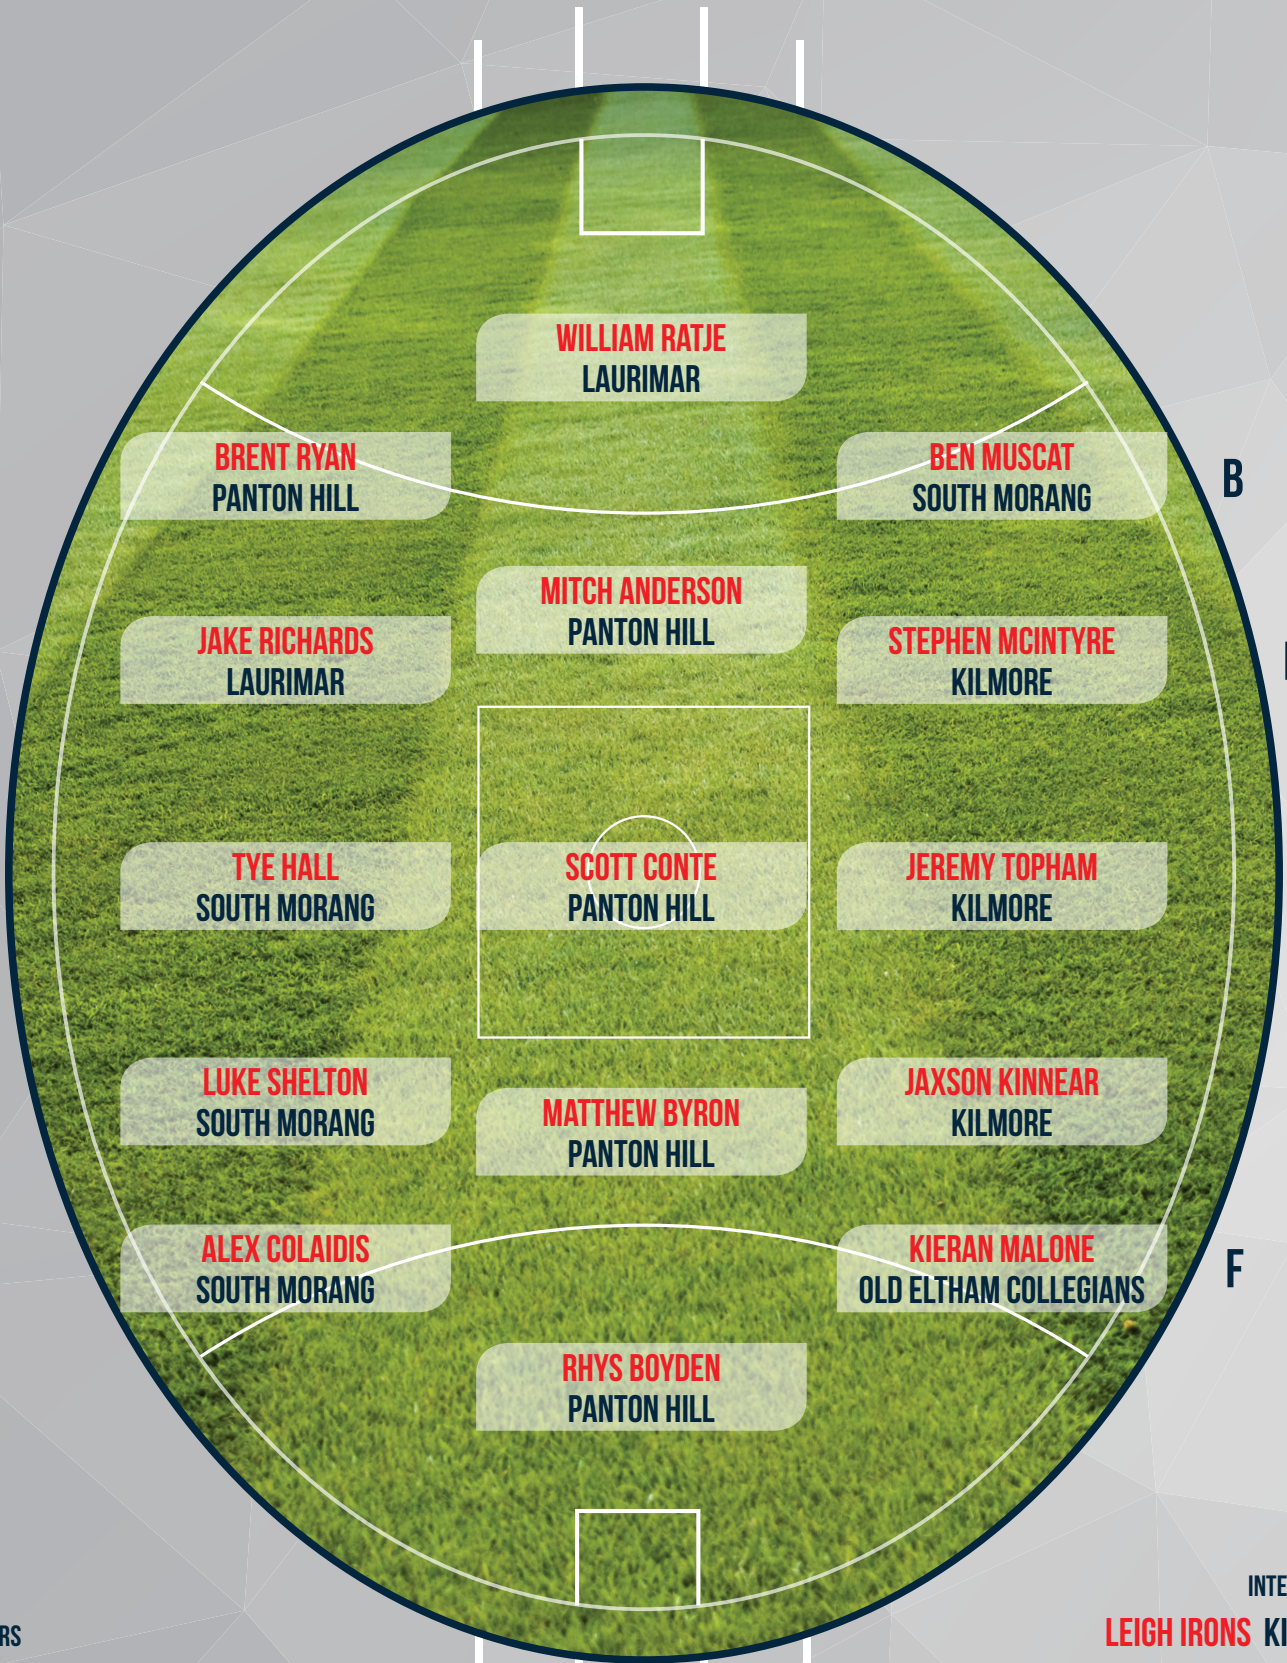 WILLIAM RATJE
LAURIMAR
BRENT RYAN
PANTON HILL
BEN MUSCAT
SOUTH MORANG
B
MITCH ANDERSON
PANTON HILL
JAKE RICHARDS
LAURIMAR
STEPHEN MCINTYRE
KILMORE
TYE HALL
SOUTH MORANG
SCOTT CONTE
PANTON HILL
JEREMY TOPHAM
KILMORE
LUKE SHELTON
SOUTH MORANG
MATTHEW BYRON
PANTON HILL
JAXSON KINNEAR
KILMORE
ALEX COLAIDIS
SOUTH MORANG
KIERAN MALONE
OLD ELTHAM COLLEGIANS
F
RHYS BOYDEN
PANTON HILL
INTE
RS
LEIGH IRONS KI